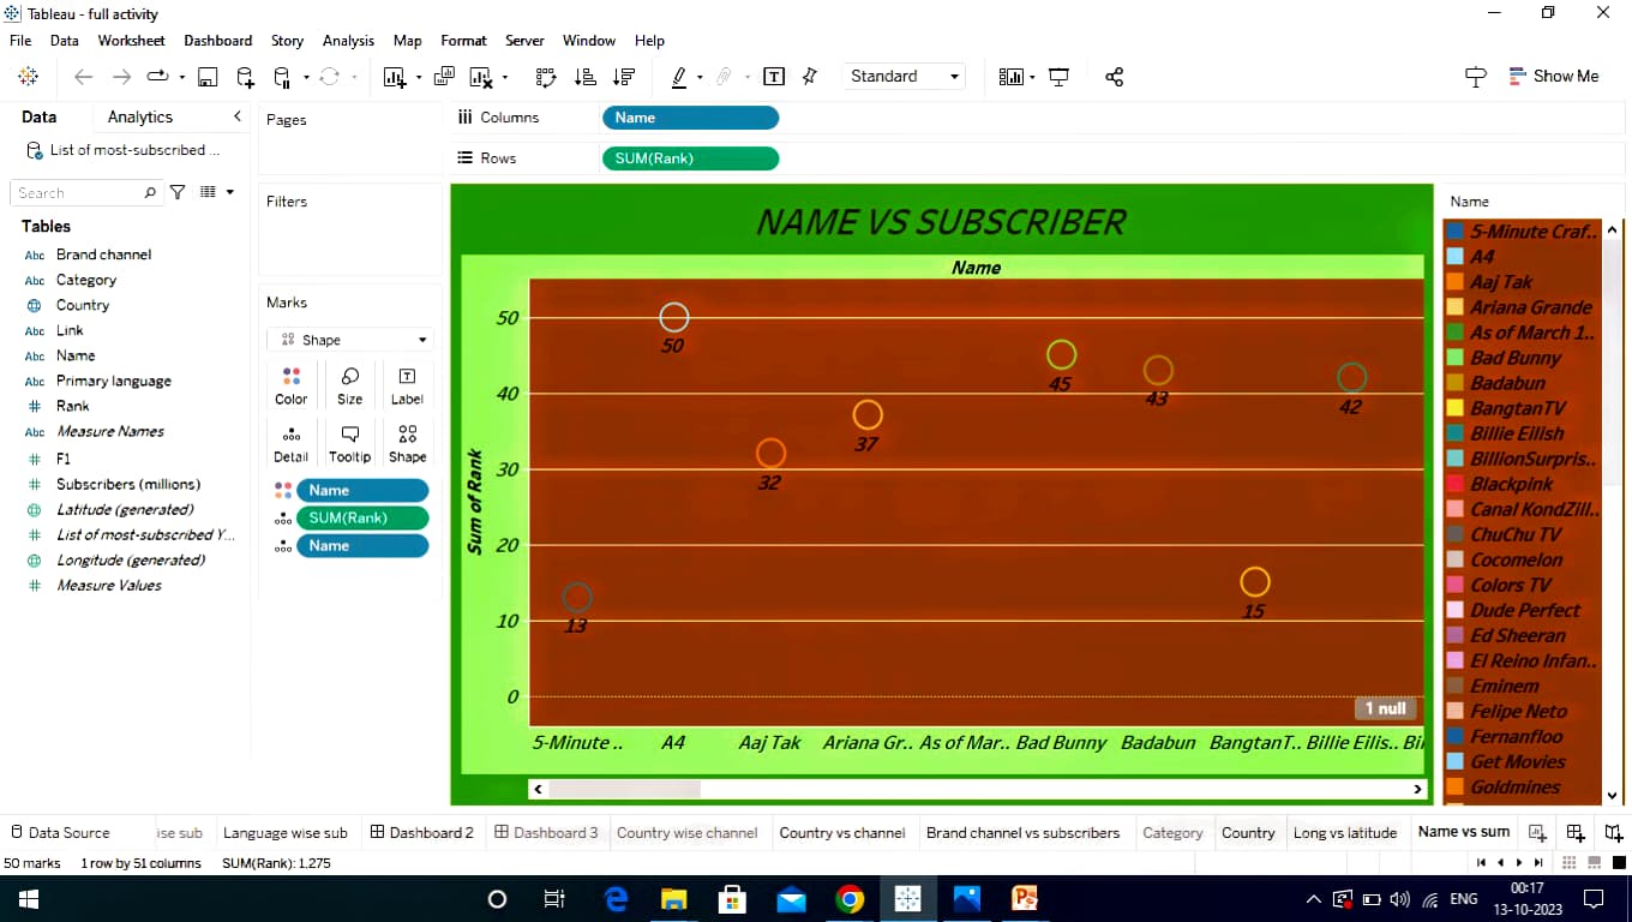 Tableau - full activity
File Data Worksheet Dashboard Story Analysis Map Format Server Window Help
Standard
Show Me
Data Analytics
List of most-subscribed ...
Search
Tables
Abc Brand channel
Abc Category
Country
Abc Link
Abc Name
Abc Primary language
# Rank
Abc Measure Names
# F1
# Subscribers (millions)
Latitude (generated)
# List of most-subscribed Y...
Longitude (generated)
# Measure Values
Pages
Filters
Marks
Shape
Color Size Label
Detail Tooltip Shape
Name
SUM(Rank)
Name
Columns Name
Rows SUM(Rank)
NAME VS SUBSCRIBER
Name
Sum of Rank
50
40
30
20
10
0
13
50
32
37
45
43
15
42
1 null
5-Minute .. A4 Aaj Tak Ariana Gr.. As of Mar.. Bad Bunny Badabun BangtanT.. Billie Eilis.. Bil
Name
5-Minute Craf..
A4
Aaj Tak
Ariana Grande
As of March 1..
Bad Bunny
Badabun
BangtanTV
Billie Eilish
BillionSurpris..
Blackpink
Canal KondZill..
ChuChu TV
Cocomelon
Colors TV
Dude Perfect
Ed Sheeran
El Reino Infan..
Eminem
Felipe Neto
Fernanfloo
Get Movies
Goldmines
Data Source ise sub Language wise sub Dashboard 2 Dashboard 3 Country wise channel Country vs channel Brand channel vs subscribers Category Country Long vs latitude Name vs sum
50 marks 1 row by 51 columns SUM(Rank): 1,275
ENG
00:17
13-10-2023